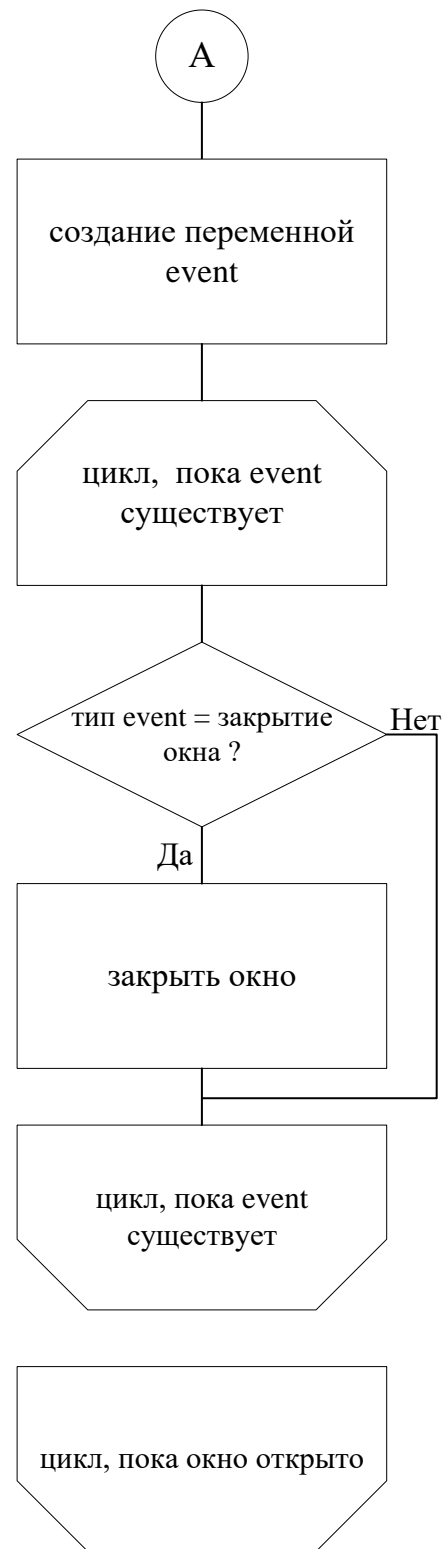 А
создание переменной
event
цикл, пока event
существует
тип event = закрытие
окна ?
Нет
Да
закрыть окно
цикл, пока event
существует
цикл, пока окно открыто